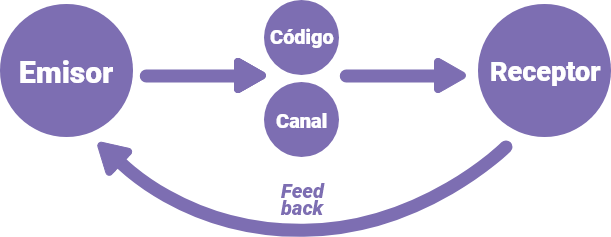 Emisor
Código
Canal
Receptor
Feed
back